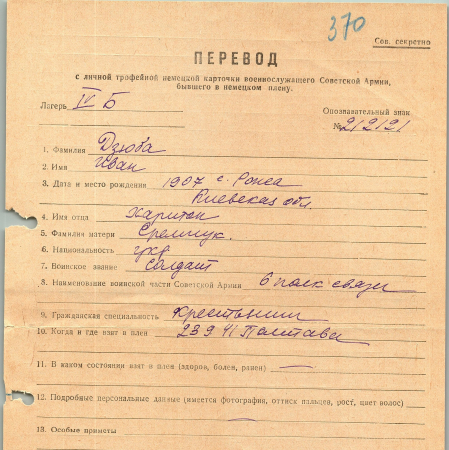 370
Сов. секретно
ПЕРЕВОД
с личной трофейной немецкой карточки военнослужащего Советской Армии,
бывшего в немецком плену.
Лагерь IV Б
Опознавательный знак
№ 212121
1. Фамилия Дзюба
2. Имя Иван
3. Дата и место рождения 1907 с.
Киевская обл.
4. Имя отца Харитон
5. Фамилия матери
6. Национальность укр
7. Воинское звание Солдат
8. Наименование воинской части Советской Армии 6 полк связи
9. Гражданская специальность Крестьянин
10. Когда и где взят в плен 23 9 41 Полтава
11. В каком состоянии взят в плен (здоров, болен, ранен) —
12. Подробные персональные данные (имеется фотография, оттиск пальцев, рост, цвет волос)
13. Особые приметы